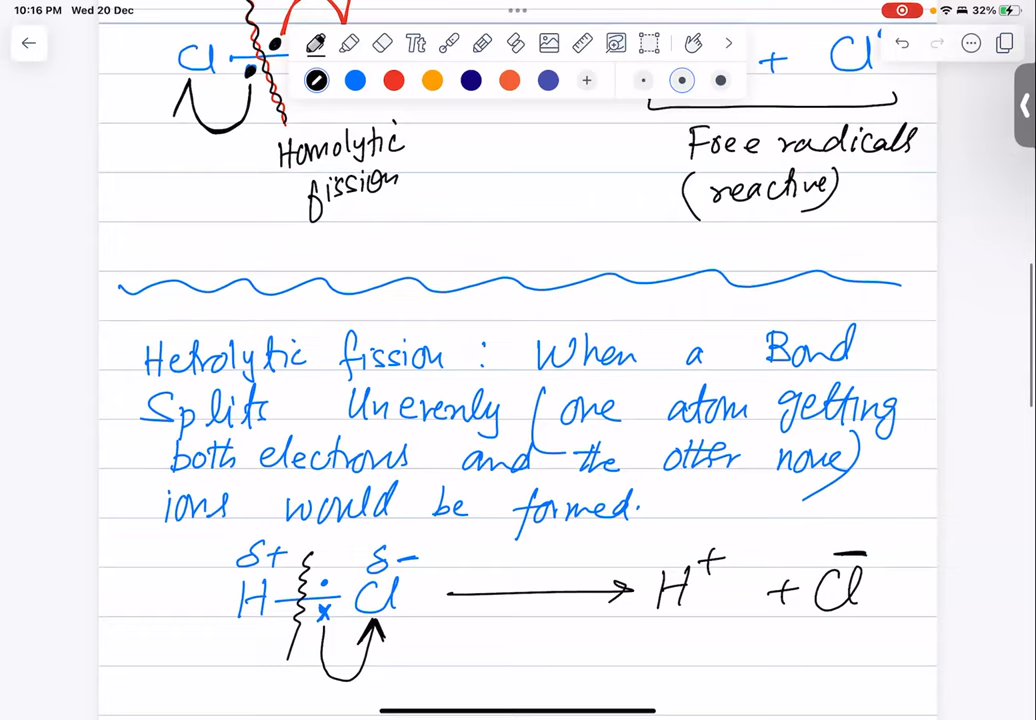 10:16 PM Wed 20 Dec
32%
Tt
Cl
+ Cl
Homolytic
fission
Free radicals
(reactive)
Hetrolytic fission : When a Bond
Splits Unevenly (one atom getting
both electrons and the other none)
ions would be formed.
δ+ δ−
H Cl → H⁺ + Cl⁻